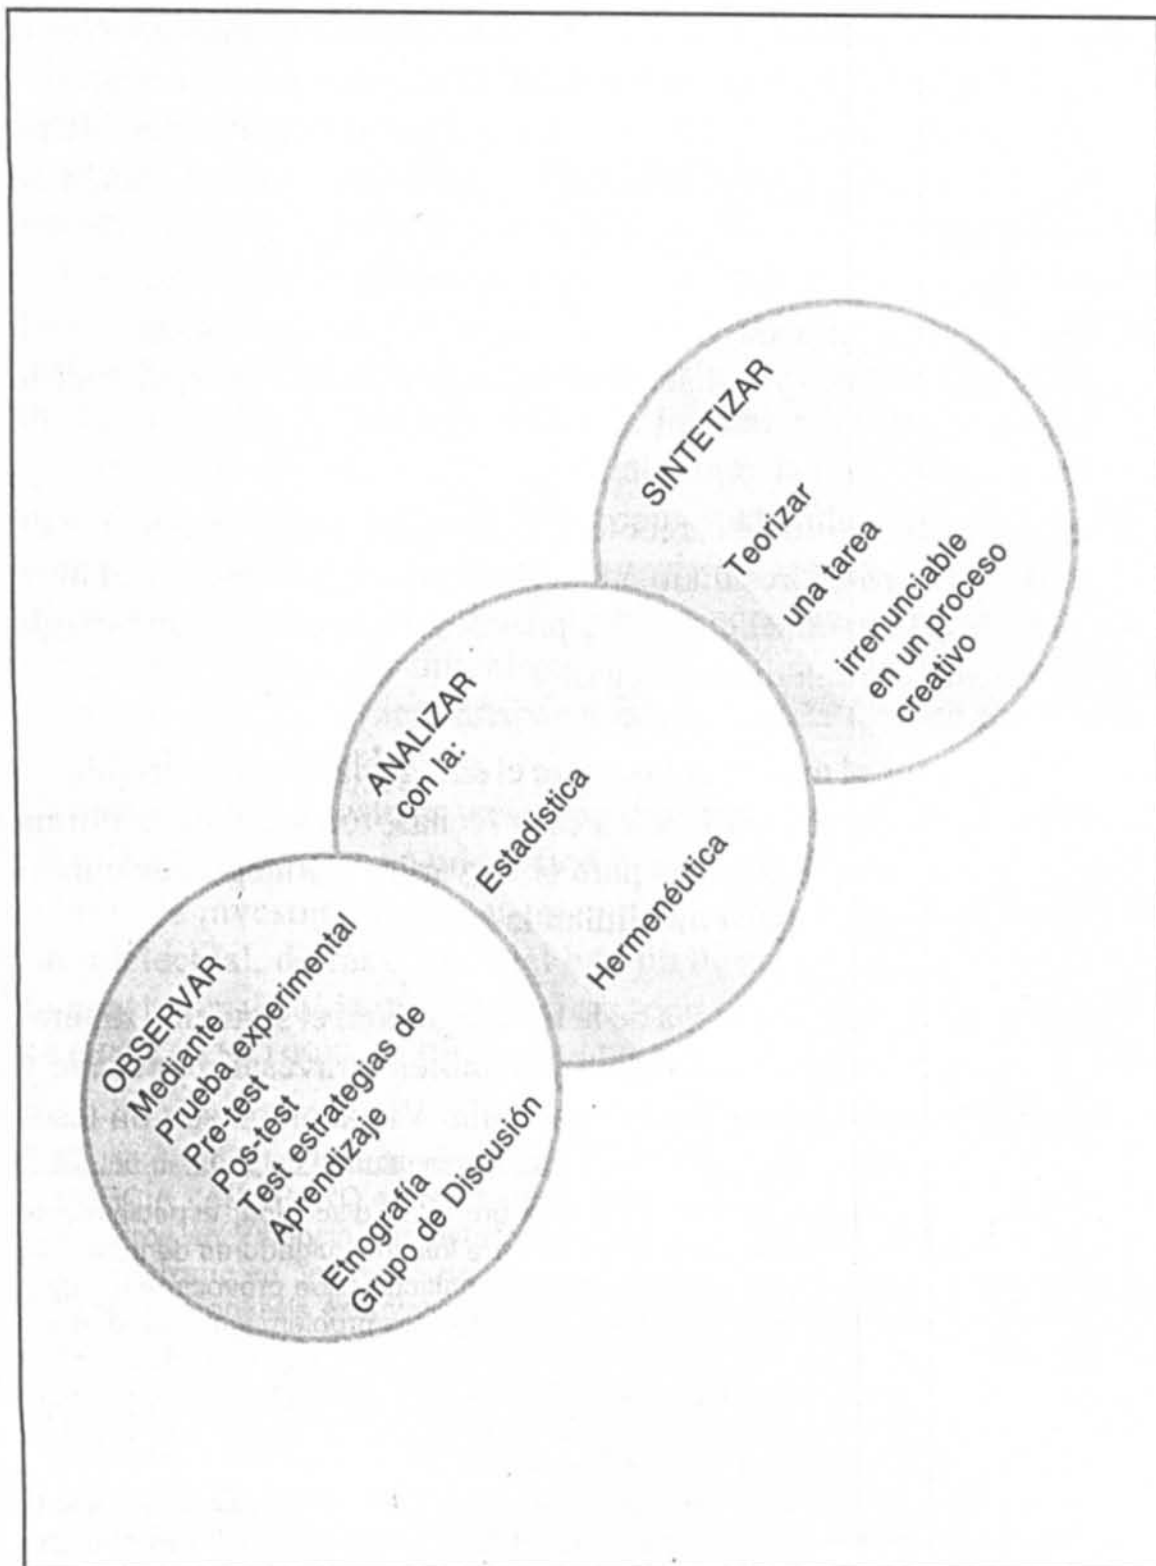 OBSERVAR
Mediante
Prueba experimental
Pre-test
Pos-test
Test estrategias de
Aprendizaje
Etnografía
Grupo de Discusión
ANALIZAR
con la:
Estadística
Hermenéutica
SINTETIZAR
Teorizar
una tarea
irrenunciable
en un proceso
creativo